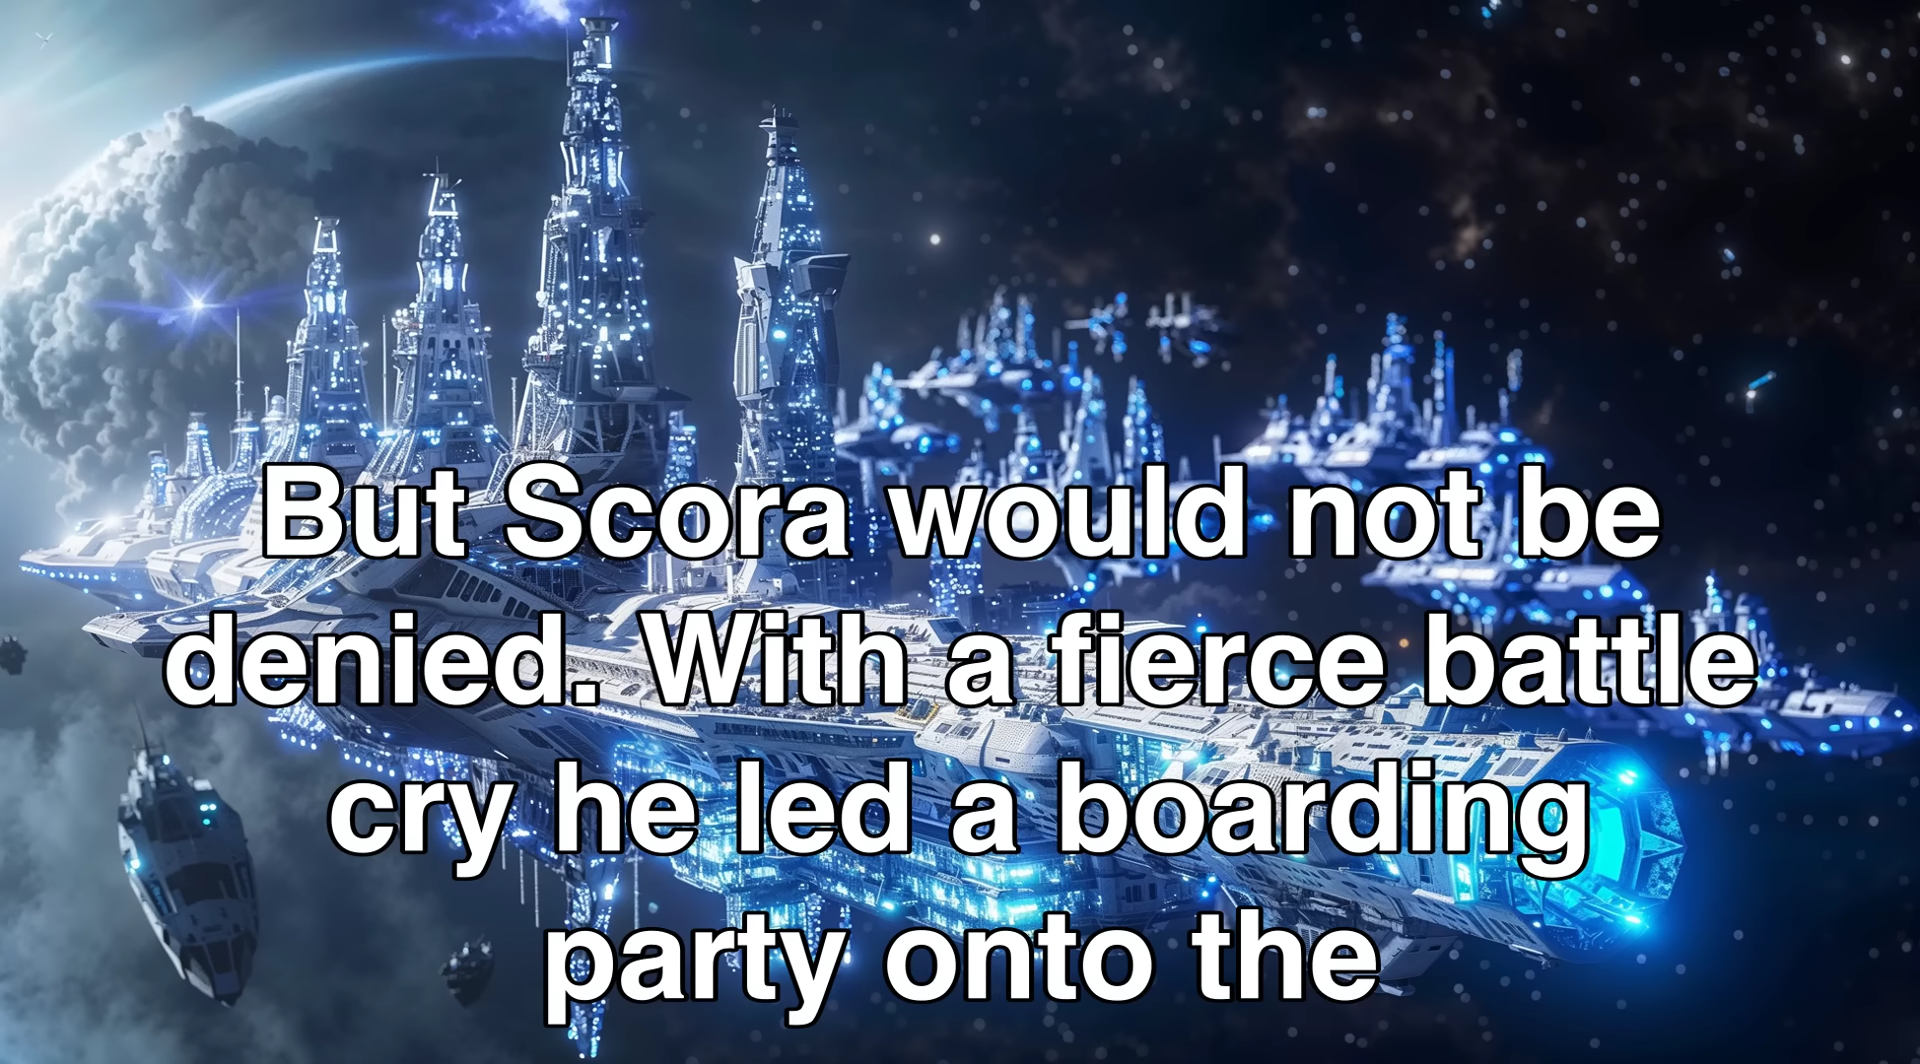 But Scora would not be
denied. With a fierce battle
cry he led a boarding
party onto the